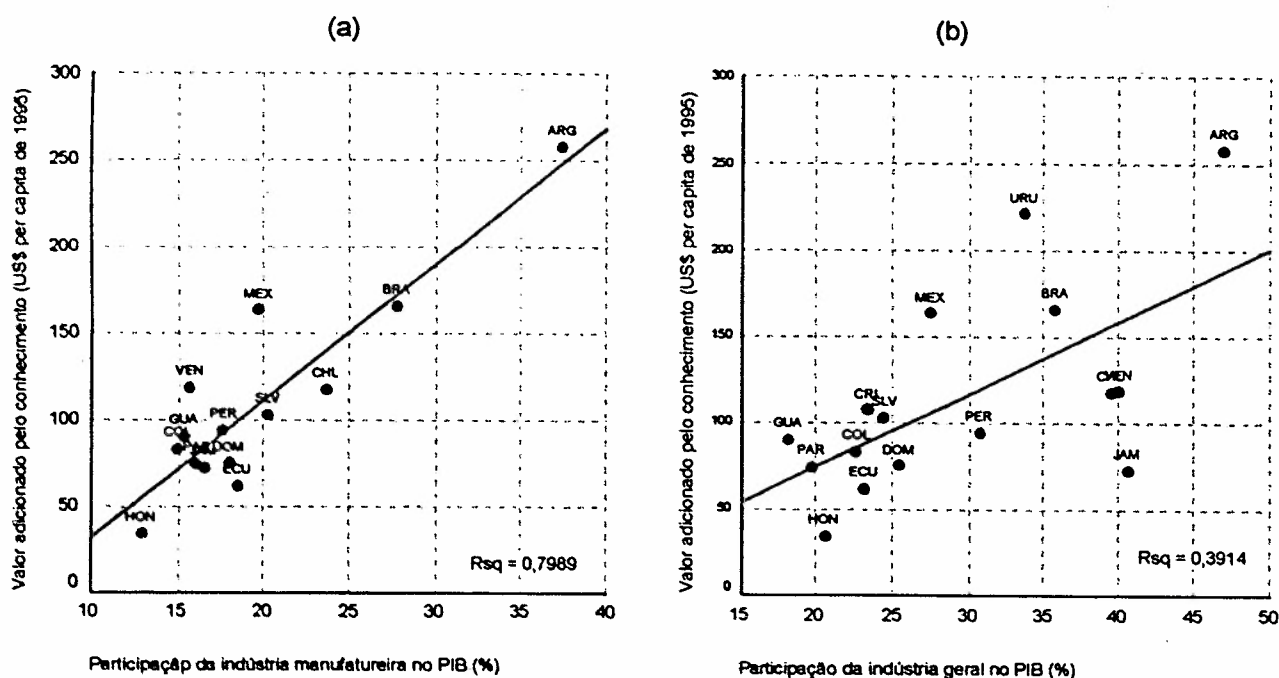 (a)
Valor adicionado pelo conhecimento (US$ per capita de 1995)
300
250
200
150
100
50
0
ARG
MEX
BRA
VEN
CHL
SLV
GUA
PER
COL
PAR
DOM
ECU
HON
Rsq = 0,7989
10 15 20 25 30 35 40
Participação da indústria manufatureira no PIB (%)
(b)
Valor adicionado pelo conhecimento (US$ per capita de 1995)
300
250
200
150
100
50
0
ARG
URU
MEX
BRA
VEN
CRI
SLV
GUA
PER
COL
PAR
DOM
ECU
JAM
HON
Rsq = 0,3914
15 20 25 30 35 40 45 50
Participação da indústria geral no PIB (%)